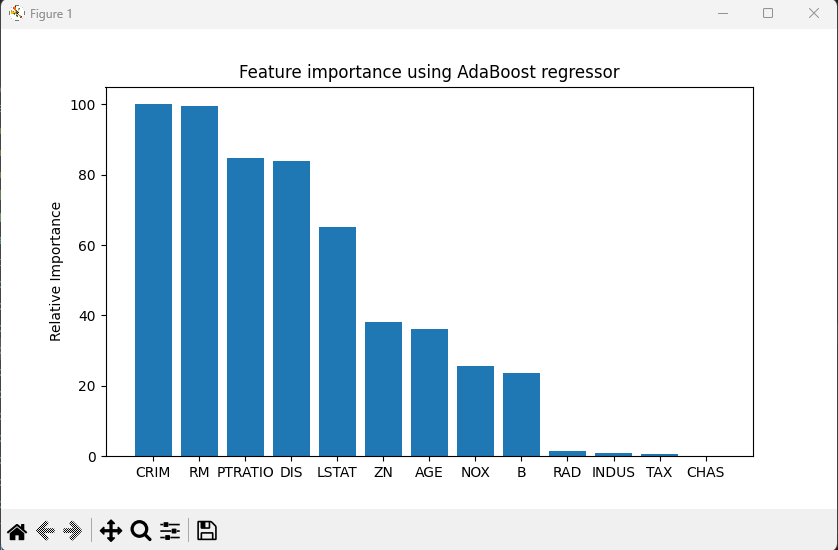 Figure 1
Feature importance using AdaBoost regressor
100
80
60
40
20
0
Relative Importance
CRIM RM PTRATIO DIS LSTAT ZN AGE NOX B RAD INDUS TAX CHAS